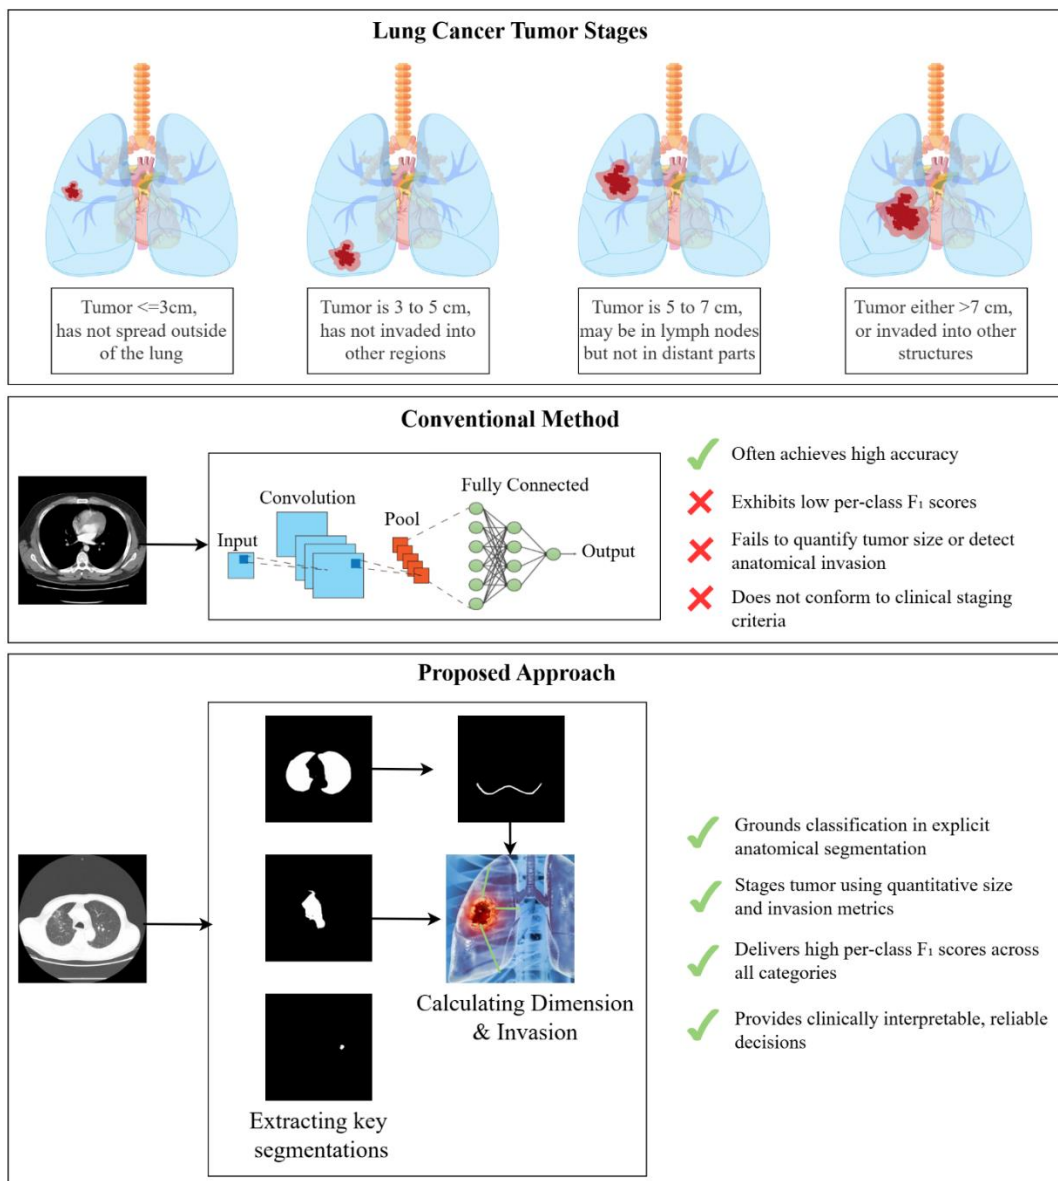 Lung Cancer Tumor Stages
Tumor <=3cm,
has not spread outside
of the lung
Tumor is 3 to 5 cm,
has not invaded into
other regions
Tumor is 5 to 7 cm,
may be in lymph nodes
but not in distant parts
Tumor either >7 cm,
or invaded into other
structures
Conventional Method
Input
Convolution
Pool
Fully Connected
Output
Often achieves high accuracy
Exhibits low per-class F₁ scores
Fails to quantify tumor size or detect
anatomical invasion
Does not conform to clinical staging
criteria
Proposed Approach
Extracting key
segmentations
Calculating Dimension
& Invasion
Grounds classification in explicit
anatomical segmentation
Stages tumor using quantitative size
and invasion metrics
Delivers high per-class F₁ scores across
all categories
Provides clinically interpretable, reliable
decisions